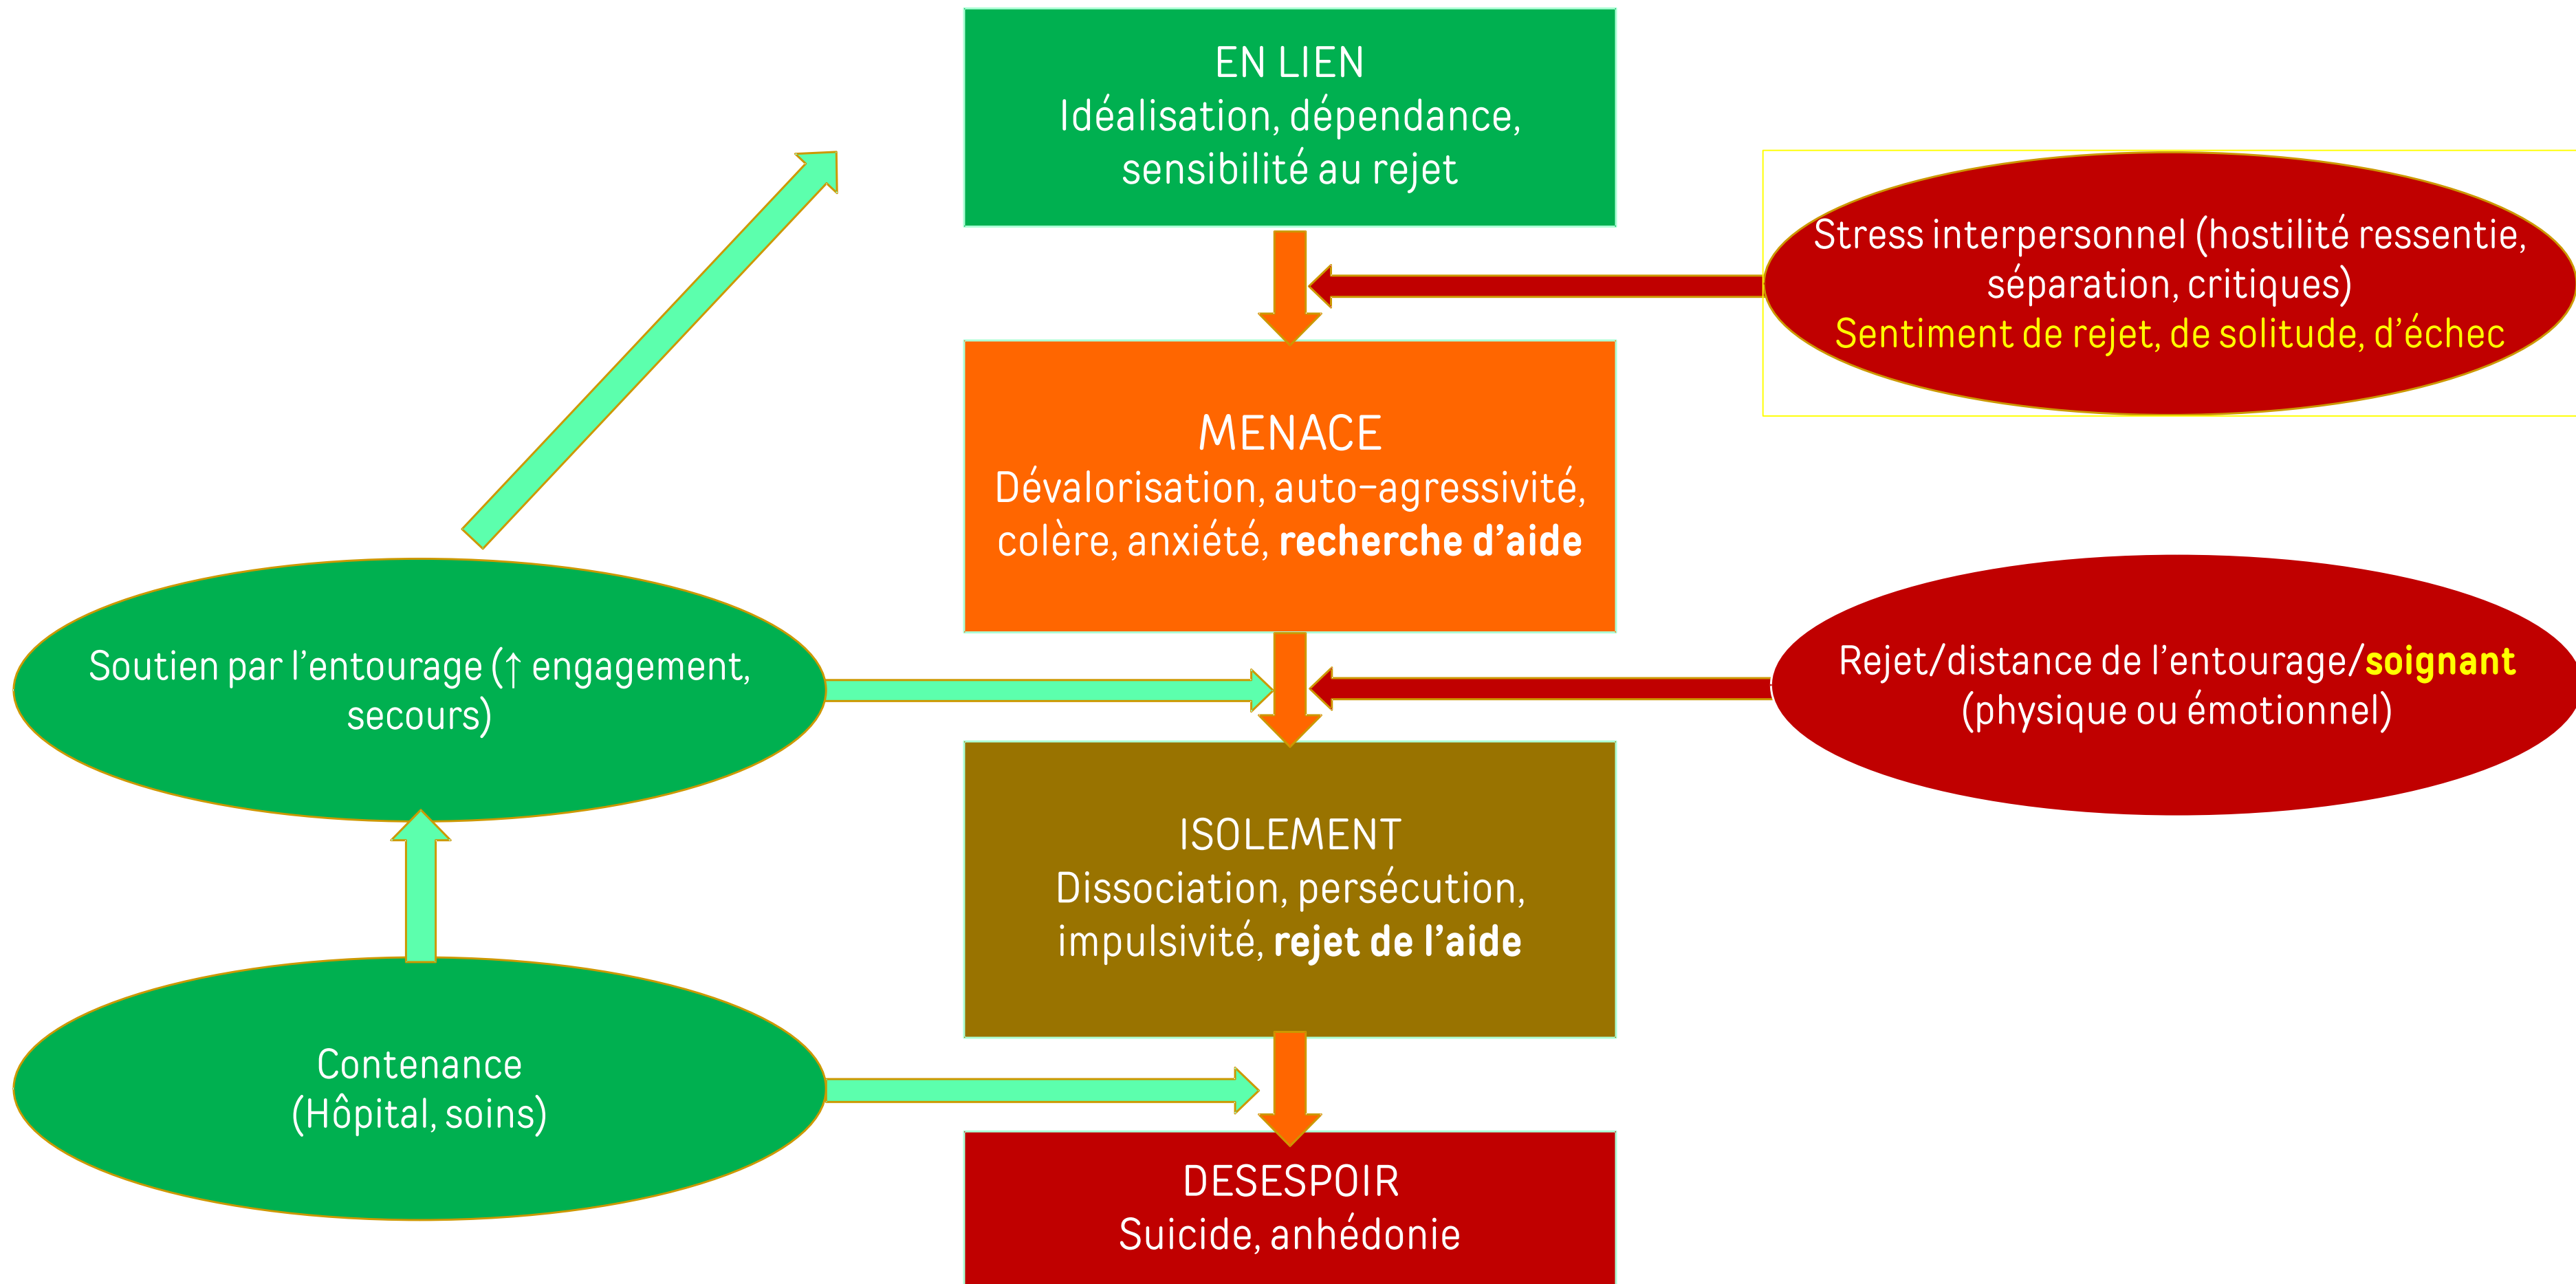 EN LIEN
Idéalisation, dépendance,
sensibilité au rejet
Stress interpersonnel (hostilité ressentie,
séparation, critiques)
Sentiment de rejet, de solitude, d’échec
MENACE
Dévalorisation, auto-agressivité,
colère, anxiété, recherche d’aide
Soutien par l’entourage (↑ engagement,
secours)
Rejet/distance de l’entourage/soignant
(physique ou émotionnel)
ISOLEMENT
Dissociation, persécution,
impulsivité, rejet de l’aide
Contenance
(Hôpital, soins)
DESESPOIR
Suicide, anhédonie